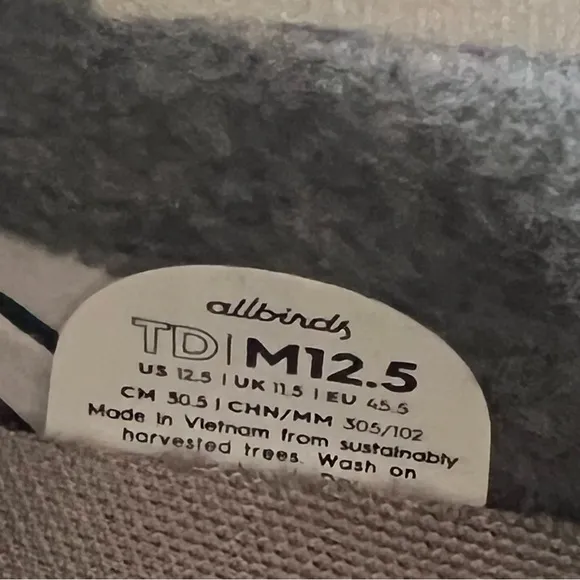 allbirds
TD | M12.5
US 12.5 | UK 11.5 | EU 45.5
CM 30.5 | CHN/MM 305/102
Made in Vietnam from sustainably
harvested trees. Wash on